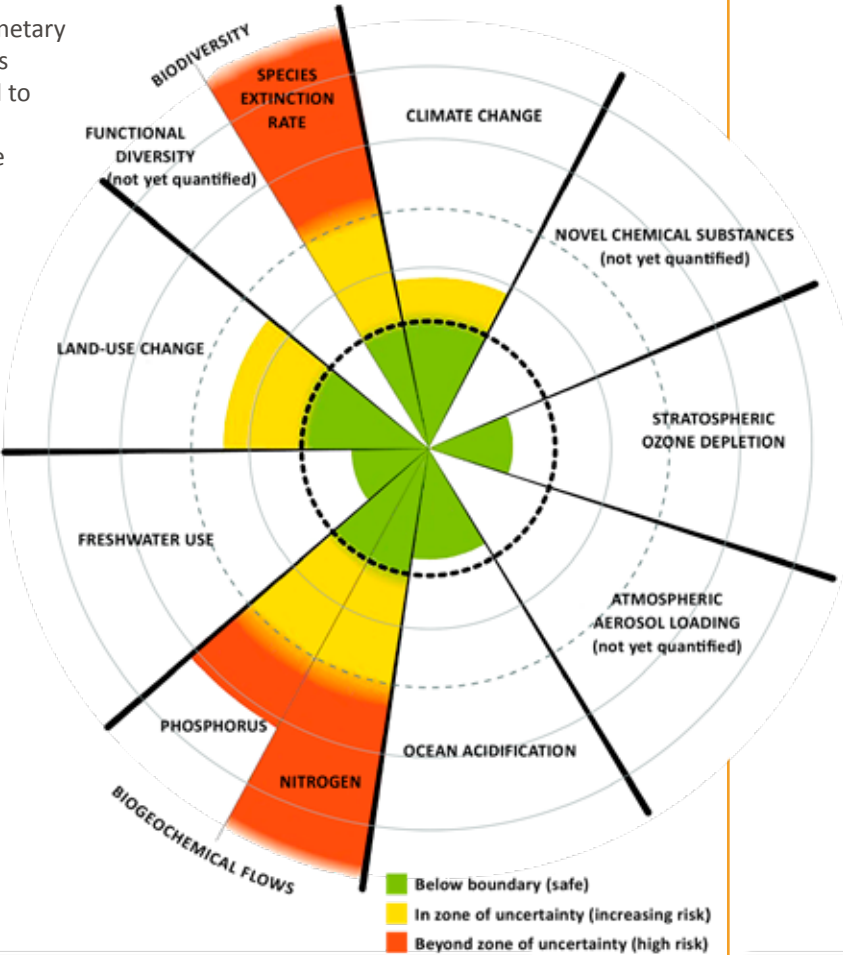 netary
s
l to
e
BIODIVERSITY
SPECIES
EXTINCTION
RATE
CLIMATE CHANGE
FUNCTIONAL
DIVERSITY
(not yet quantified)
NOVEL CHEMICAL SUBSTANCES
(not yet quantified)
LAND-USE CHANGE
STRATOSPHERIC
OZONE DEPLETION
FRESHWATER USE
ATMOSPHERIC
AEROSOL LOADING
(not yet quantified)
PHOSPHORUS
OCEAN ACIDIFICATION
NITROGEN
BIOGEOCHEMICAL FLOWS
Below boundary (safe)
In zone of uncertainty (increasing risk)
Beyond zone of uncertainty (high risk)